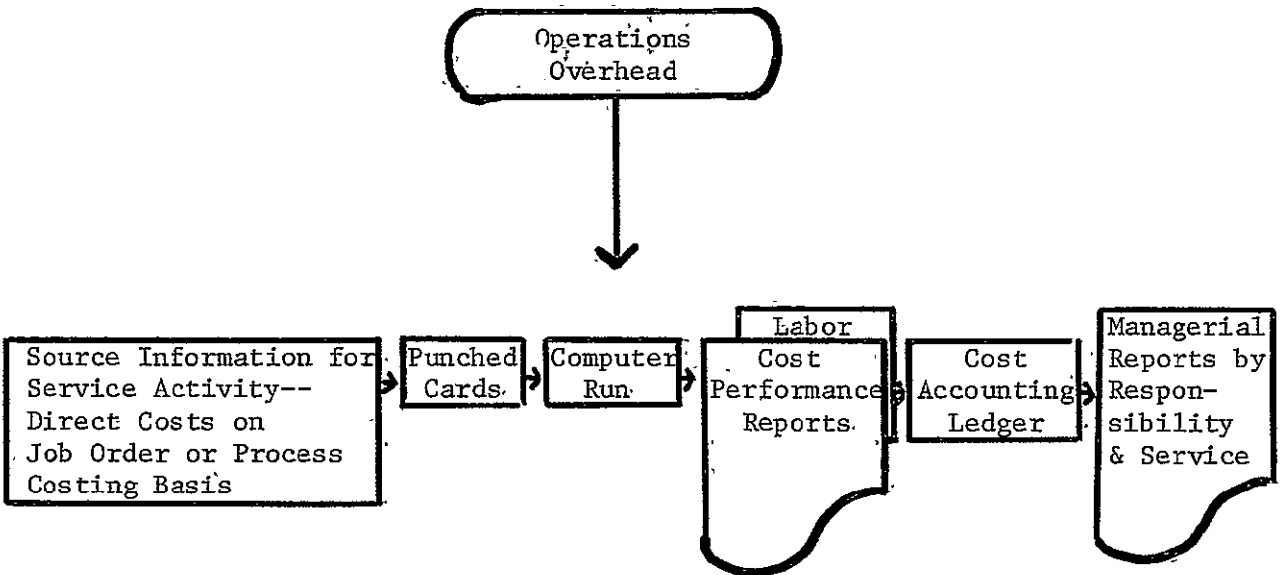 Operations
Overhead
Source Information for
Service Activity--
Direct Costs on
Job Order or Process
Costing Basis
Punched
Cards
Computer
Run
Labor
Cost
Performance
Reports
Cost
Accounting
Ledger
Managerial
Reports by
Respon-
sibility
& Service